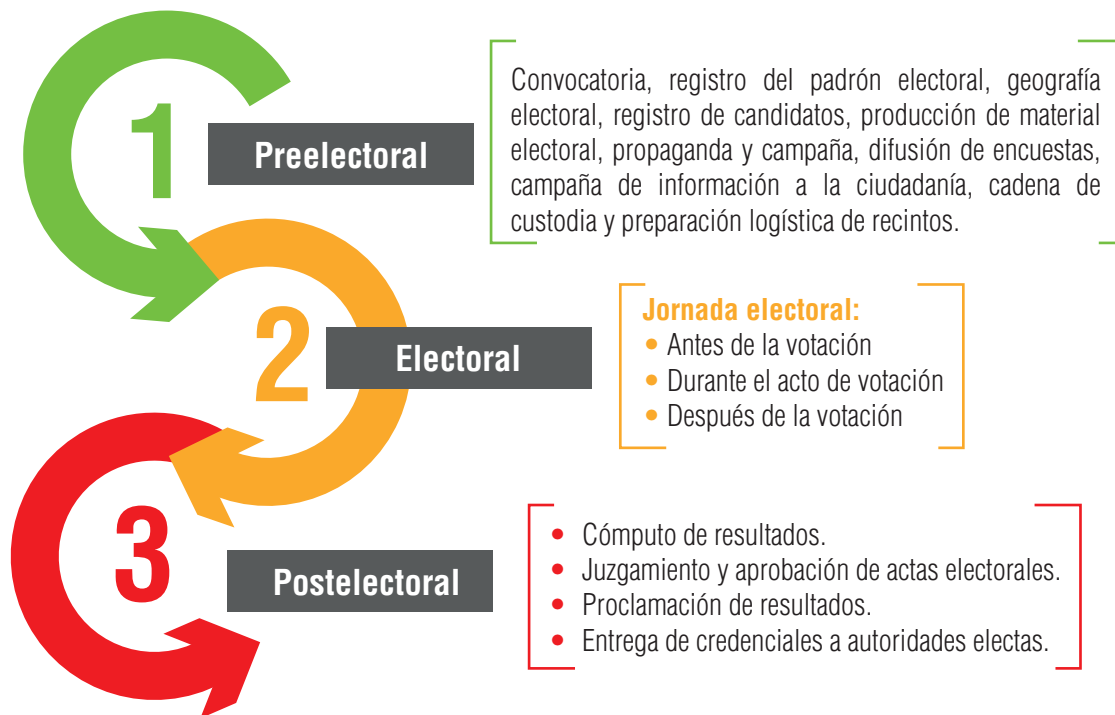 1
Preelectoral
Convocatoria, registro del padrón electoral, geografía
electoral, registro de candidatos, producción de material
electoral, propaganda y campaña, difusión de encuestas,
campaña de información a la ciudadanía, cadena de
custodia y preparación logística de recintos.
2
Electoral
Jornada electoral:
• Antes de la votación
• Durante el acto de votación
• Después de la votación
3
Postelectoral
• Cómputo de resultados.
• Juzgamiento y aprobación de actas electorales.
• Proclamación de resultados.
• Entrega de credenciales a autoridades electas.